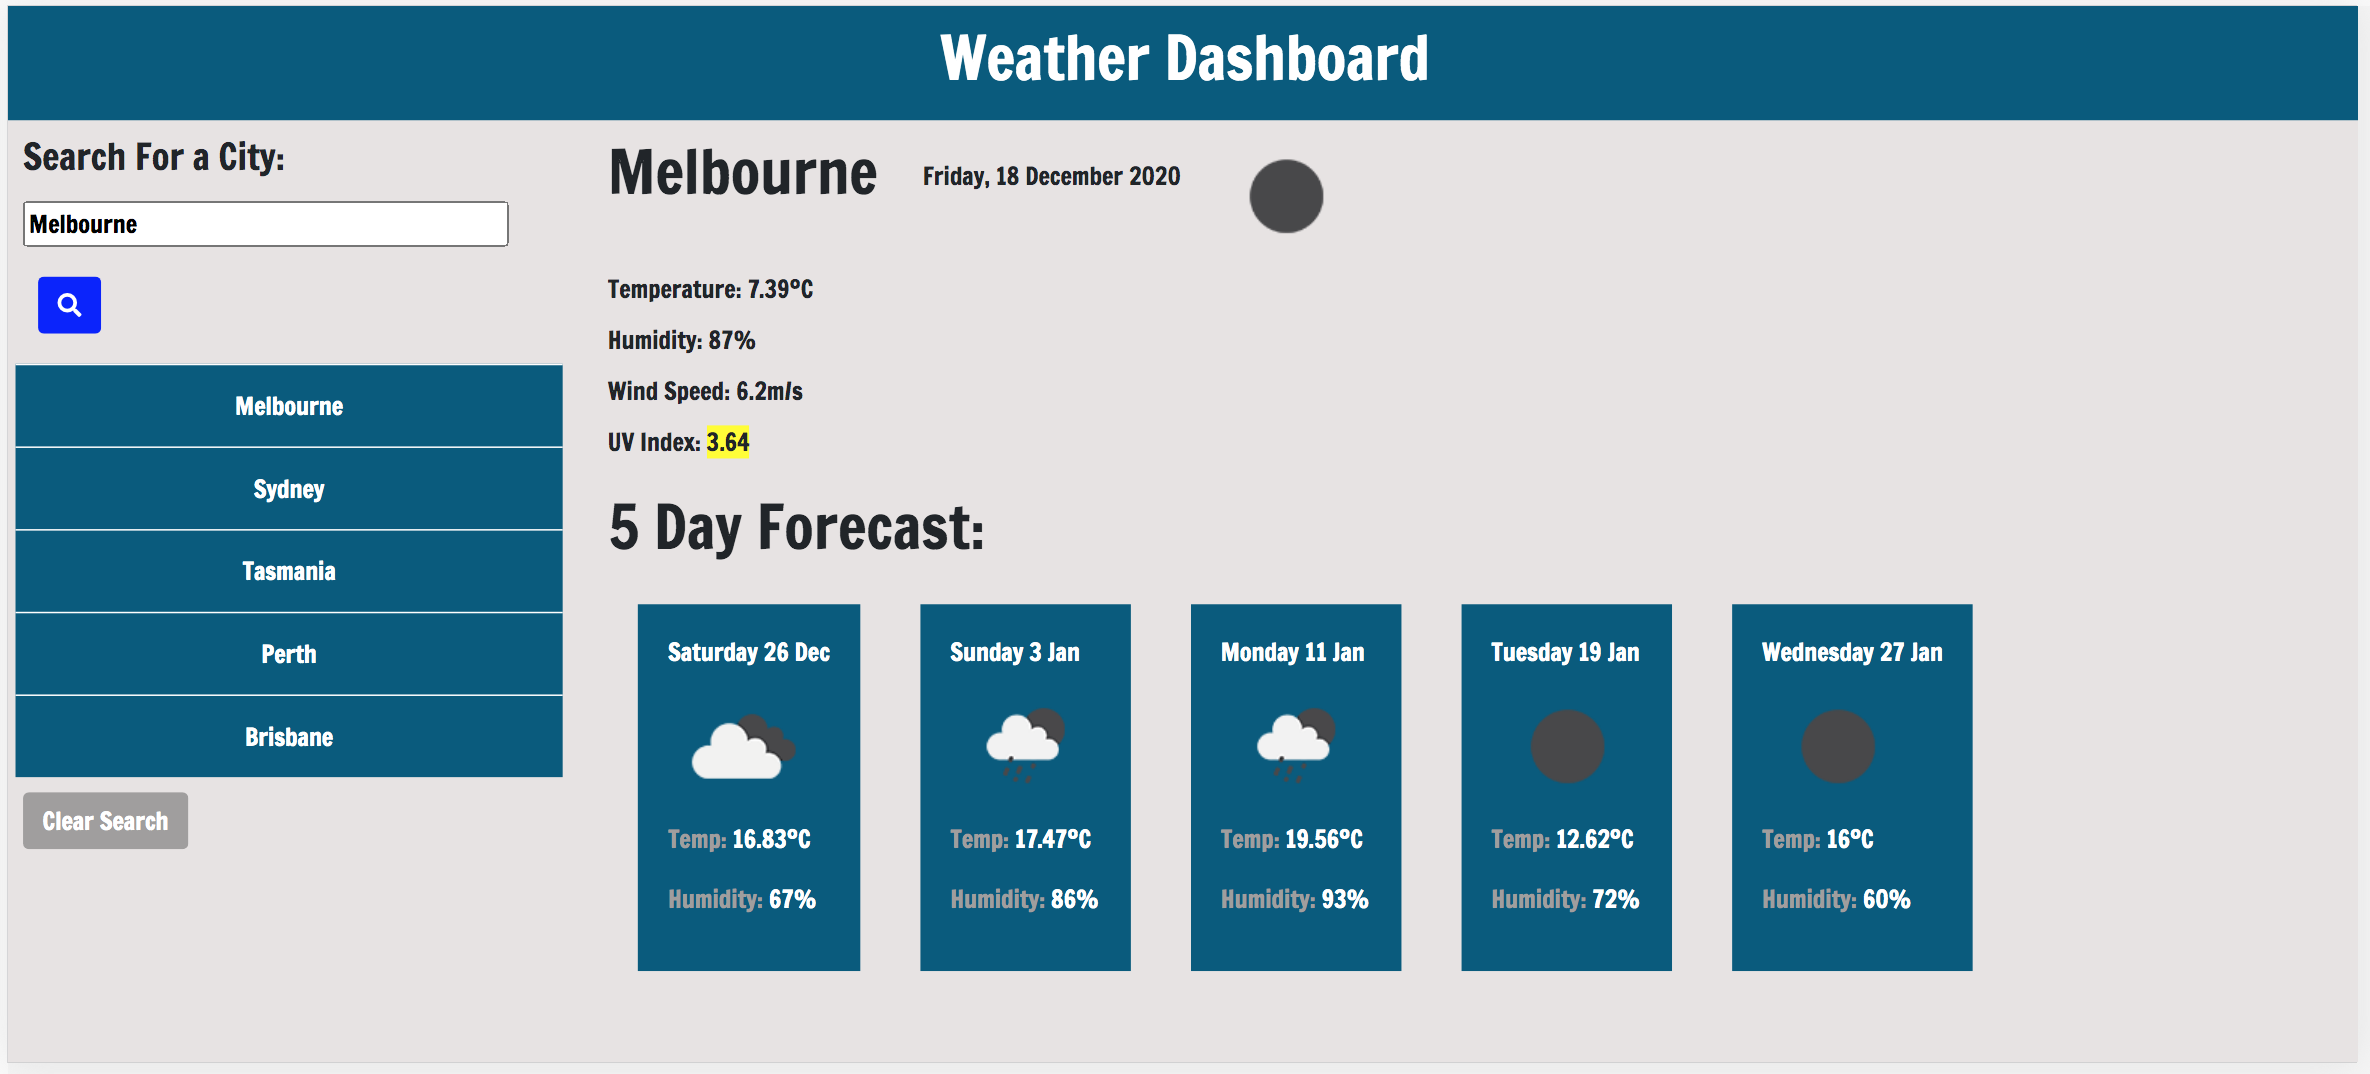 Weather Dashboard
Search For a City:
Melbourne
Melbourne
Sydney
Tasmania
Perth
Brisbane
Clear Search
Melbourne
Friday, 18 December 2020
Temperature: 7.39°C
Humidity: 87%
Wind Speed: 6.2m/s
UV Index: 3.64
5 Day Forecast:
Saturday 26 Dec
Temp: 16.83°C
Humidity: 67%
Sunday 3 Jan
Temp: 17.47°C
Humidity: 86%
Monday 11 Jan
Temp: 19.56°C
Humidity: 93%
Tuesday 19 Jan
Temp: 12.62°C
Humidity: 72%
Wednesday 27 Jan
Temp: 16°C
Humidity: 60%